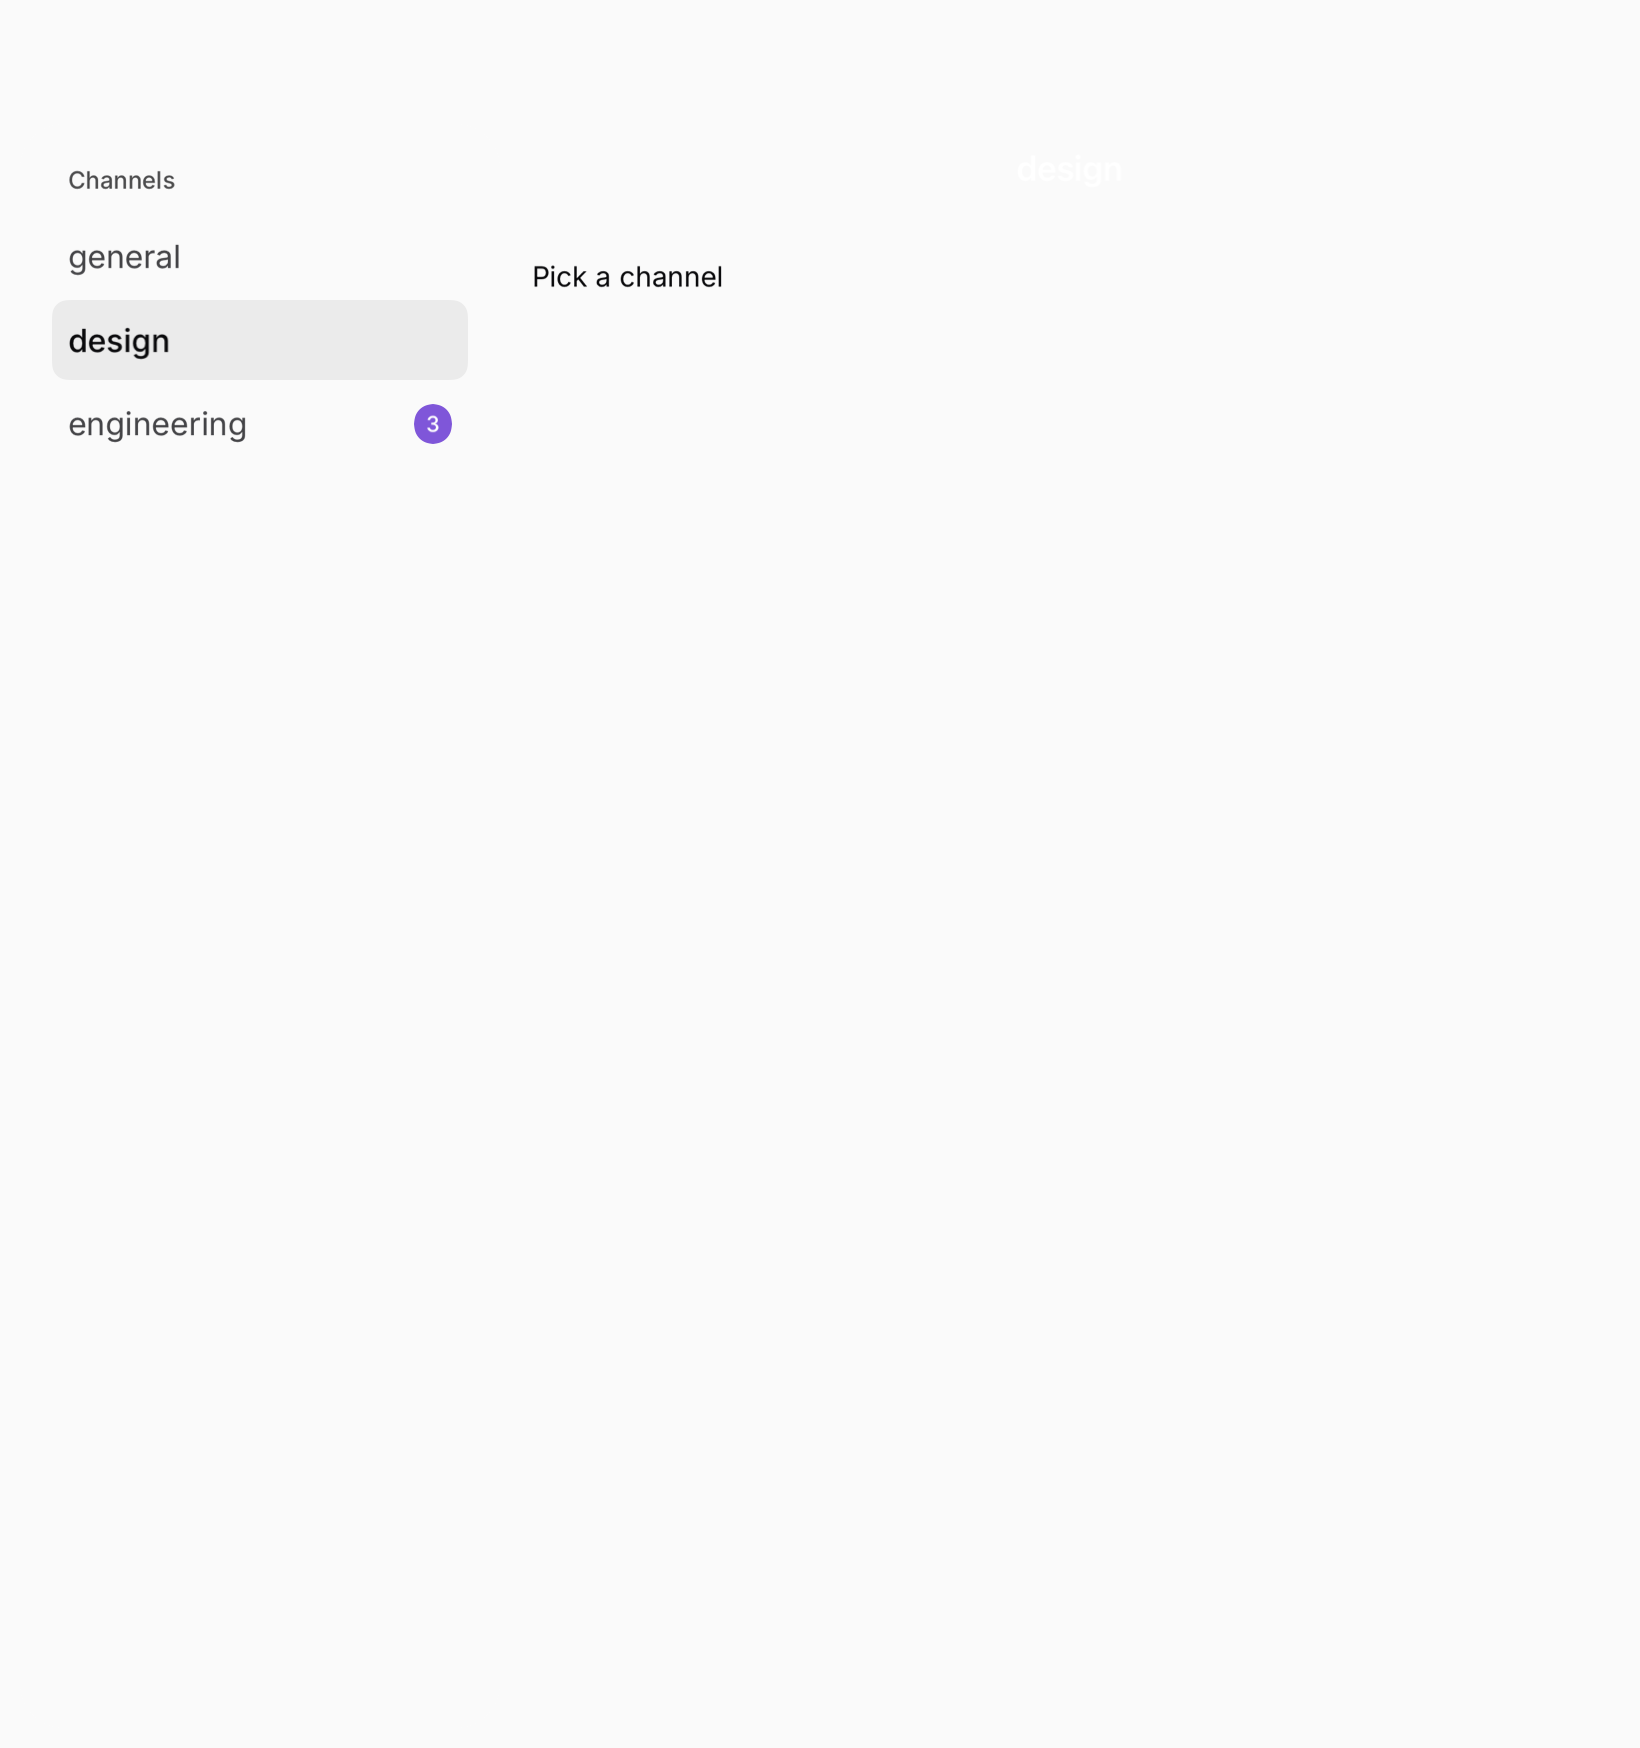 Channels
general
design
engineering 3
design
Pick a channel